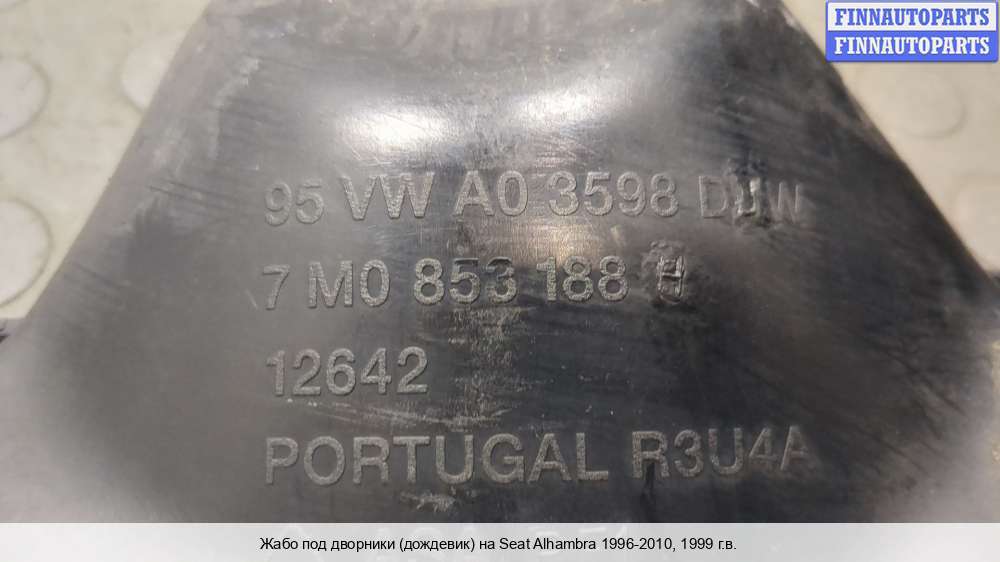 FINNAUTOPARTS
FINNAUTOPARTS
95 VW A0 3598
7 M0 853 188
12642
PORTUGAL R3U4A
Жабо под дворники (дождевик) на Seat Alhambra 1996-2010, 1999 г.в.